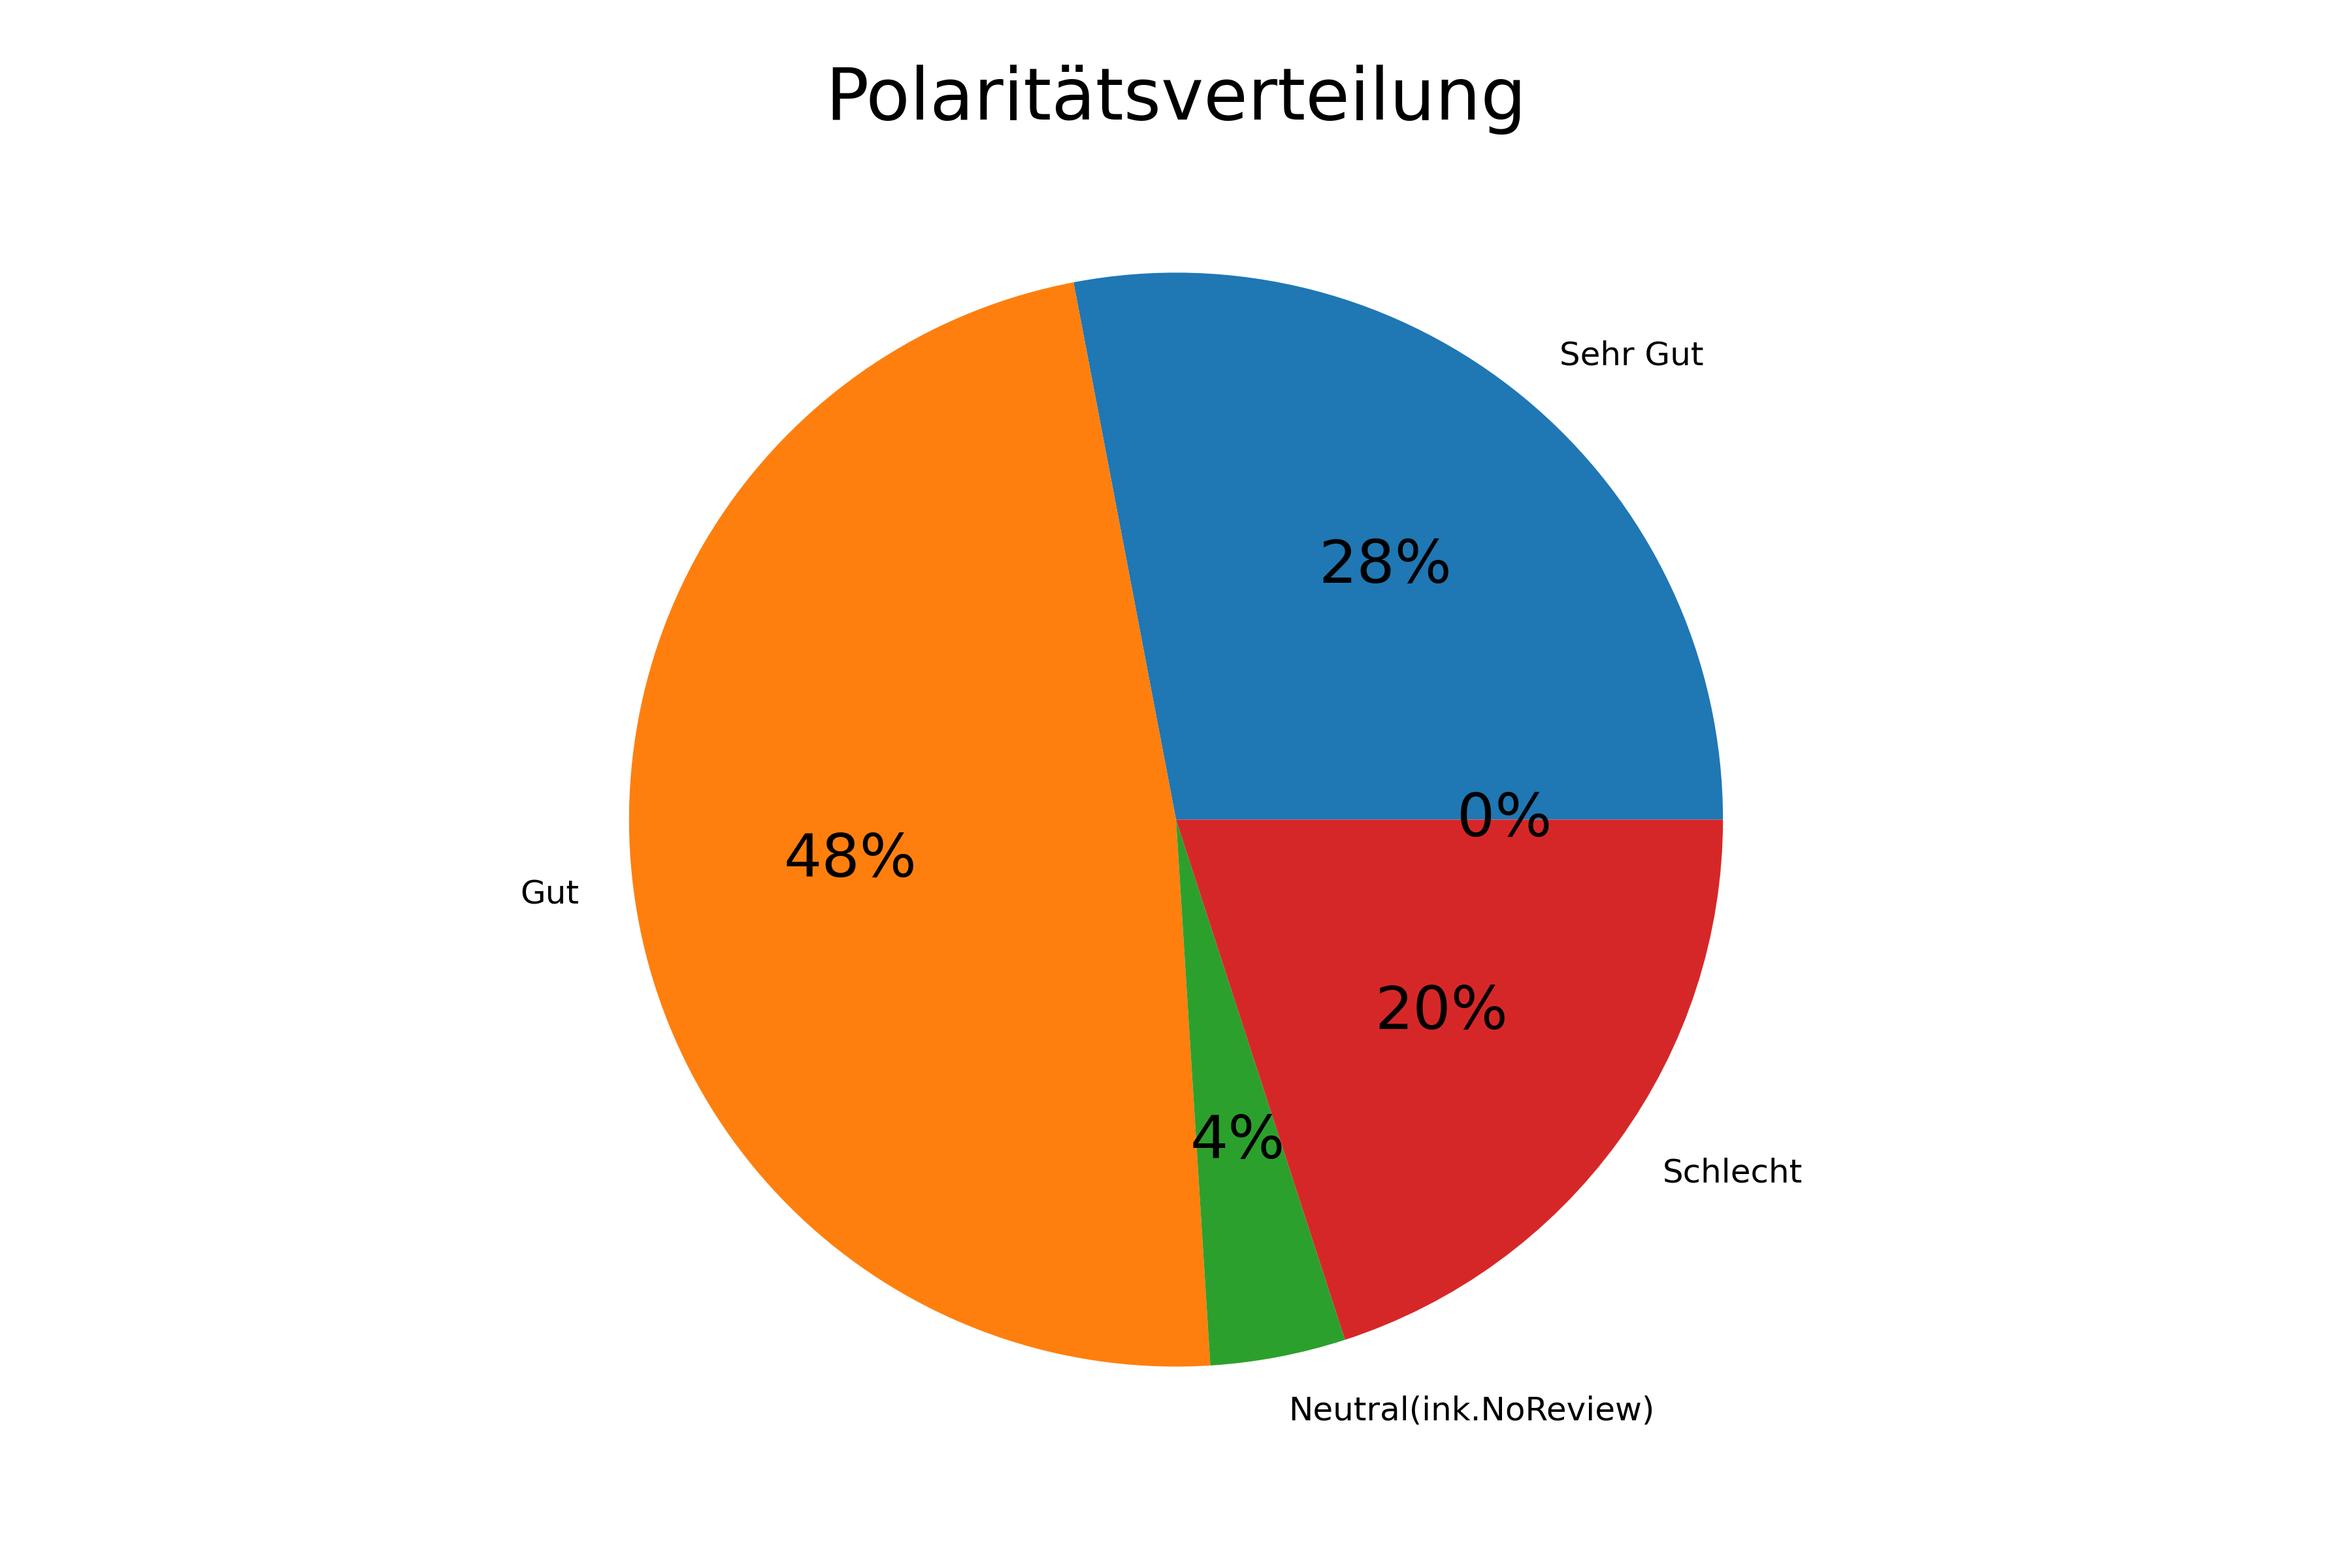 Polaritätsverteilung
Sehr Gut
28%
0%
48%
Gut
20%
4%
Schlecht
Neutral(ink.NoReview)